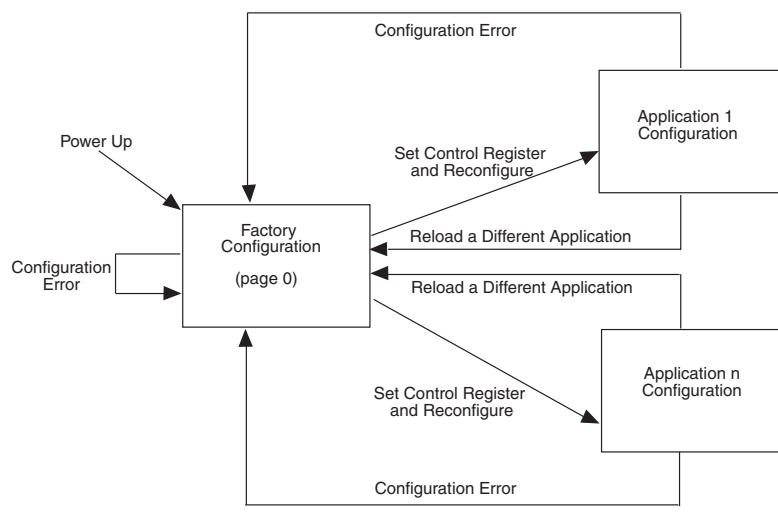 Configuration Error
Application 1
Configuration
Power Up
Set Control Register
and Reconfigure
Factory
Configuration
(page 0)
Reload a Different Application
Configuration
Error
Reload a Different Application
Application n
Configuration
Set Control Register
and Reconfigure
Configuration Error